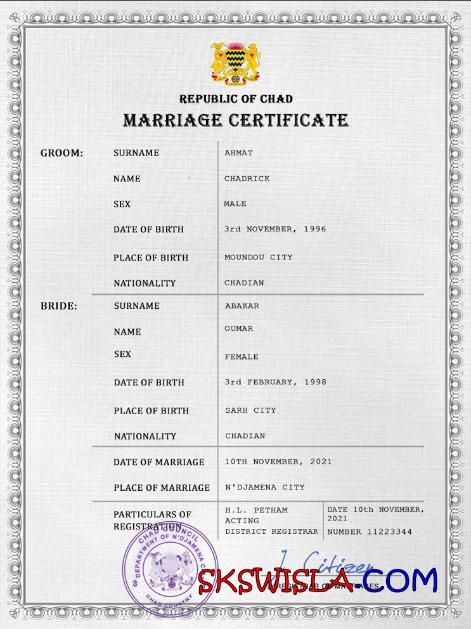 REPUBLIC OF CHAD
MARRIAGE CERTIFICATE
GROOM: SURNAME AHMAT
NAME CHADRICK
SEX MALE
DATE OF BIRTH 3rd NOVEMBER, 1996
PLACE OF BIRTH MOUNDOU CITY
NATIONALITY CHADIAN
BRIDE: SURNAME ABAKAR
NAME OUMAR
SEX FEMALE
DATE OF BIRTH 3rd FEBRUARY, 1998
PLACE OF BIRTH SARH CITY
NATIONALITY CHADIAN
DATE OF MARRIAGE 10TH NOVEMBER, 2021
PLACE OF MARRIAGE N'DJAMENA CITY
PARTICULARS OF
REGISTRATION
H.L. PETHAM
ACTING
DISTRICT REGISTRAR
DATE 10th NOVEMBER,
2021
NUMBER 11223344
CHAD COUNCIL
DEPARTMENT OF N'DJAMENA
CHAD COUNTRY
J Citizen
SKSWISLA.COM